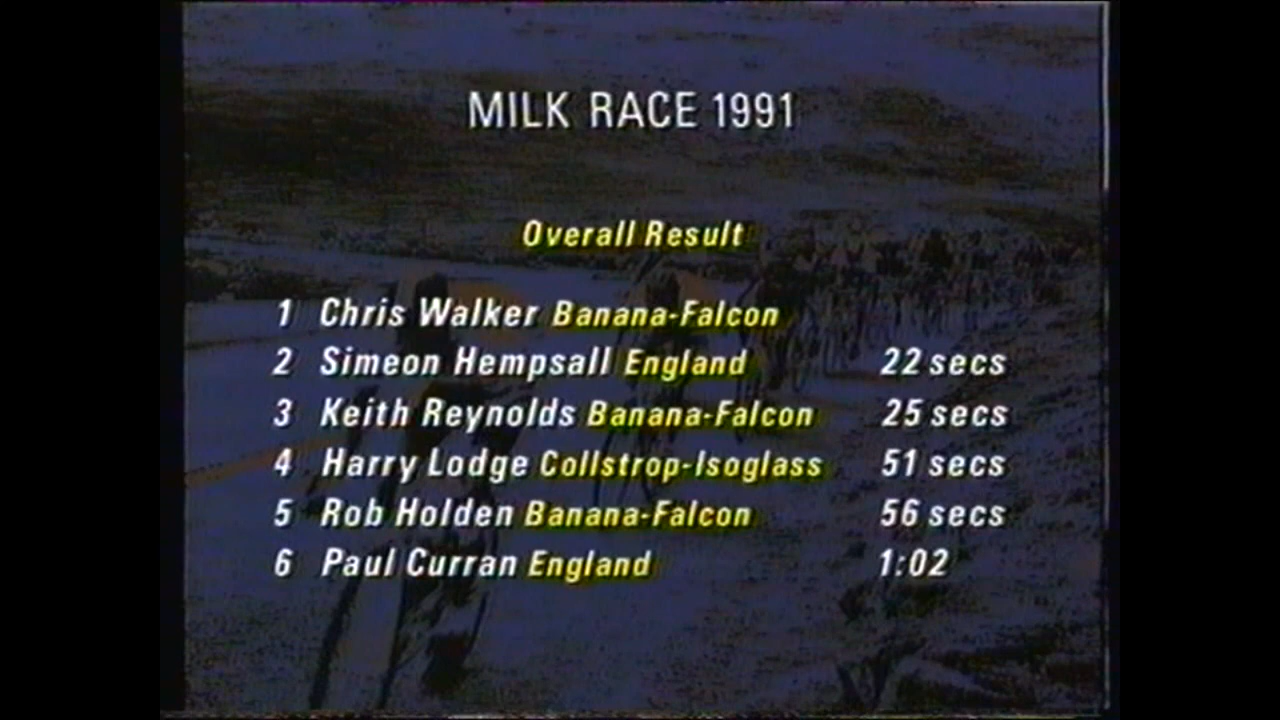 MILK RACE 1991
Overall Result
1 Chris Walker Banana-Falcon
2 Simeon Hempsall England 22 secs
3 Keith Reynolds Banana-Falcon 25 secs
4 Harry Lodge Collstrop-Isoglass 51 secs
5 Rob Holden Banana-Falcon 56 secs
6 Paul Curran England 1:02